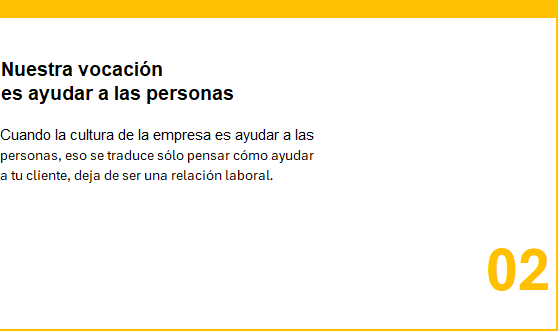 Nuestra vocación
es ayudar a las personas
Cuando la cultura de la empresa es ayudar a las
personas, eso se traduce sólo pensar cómo ayudar
a tu cliente, deja de ser una relación laboral.
02